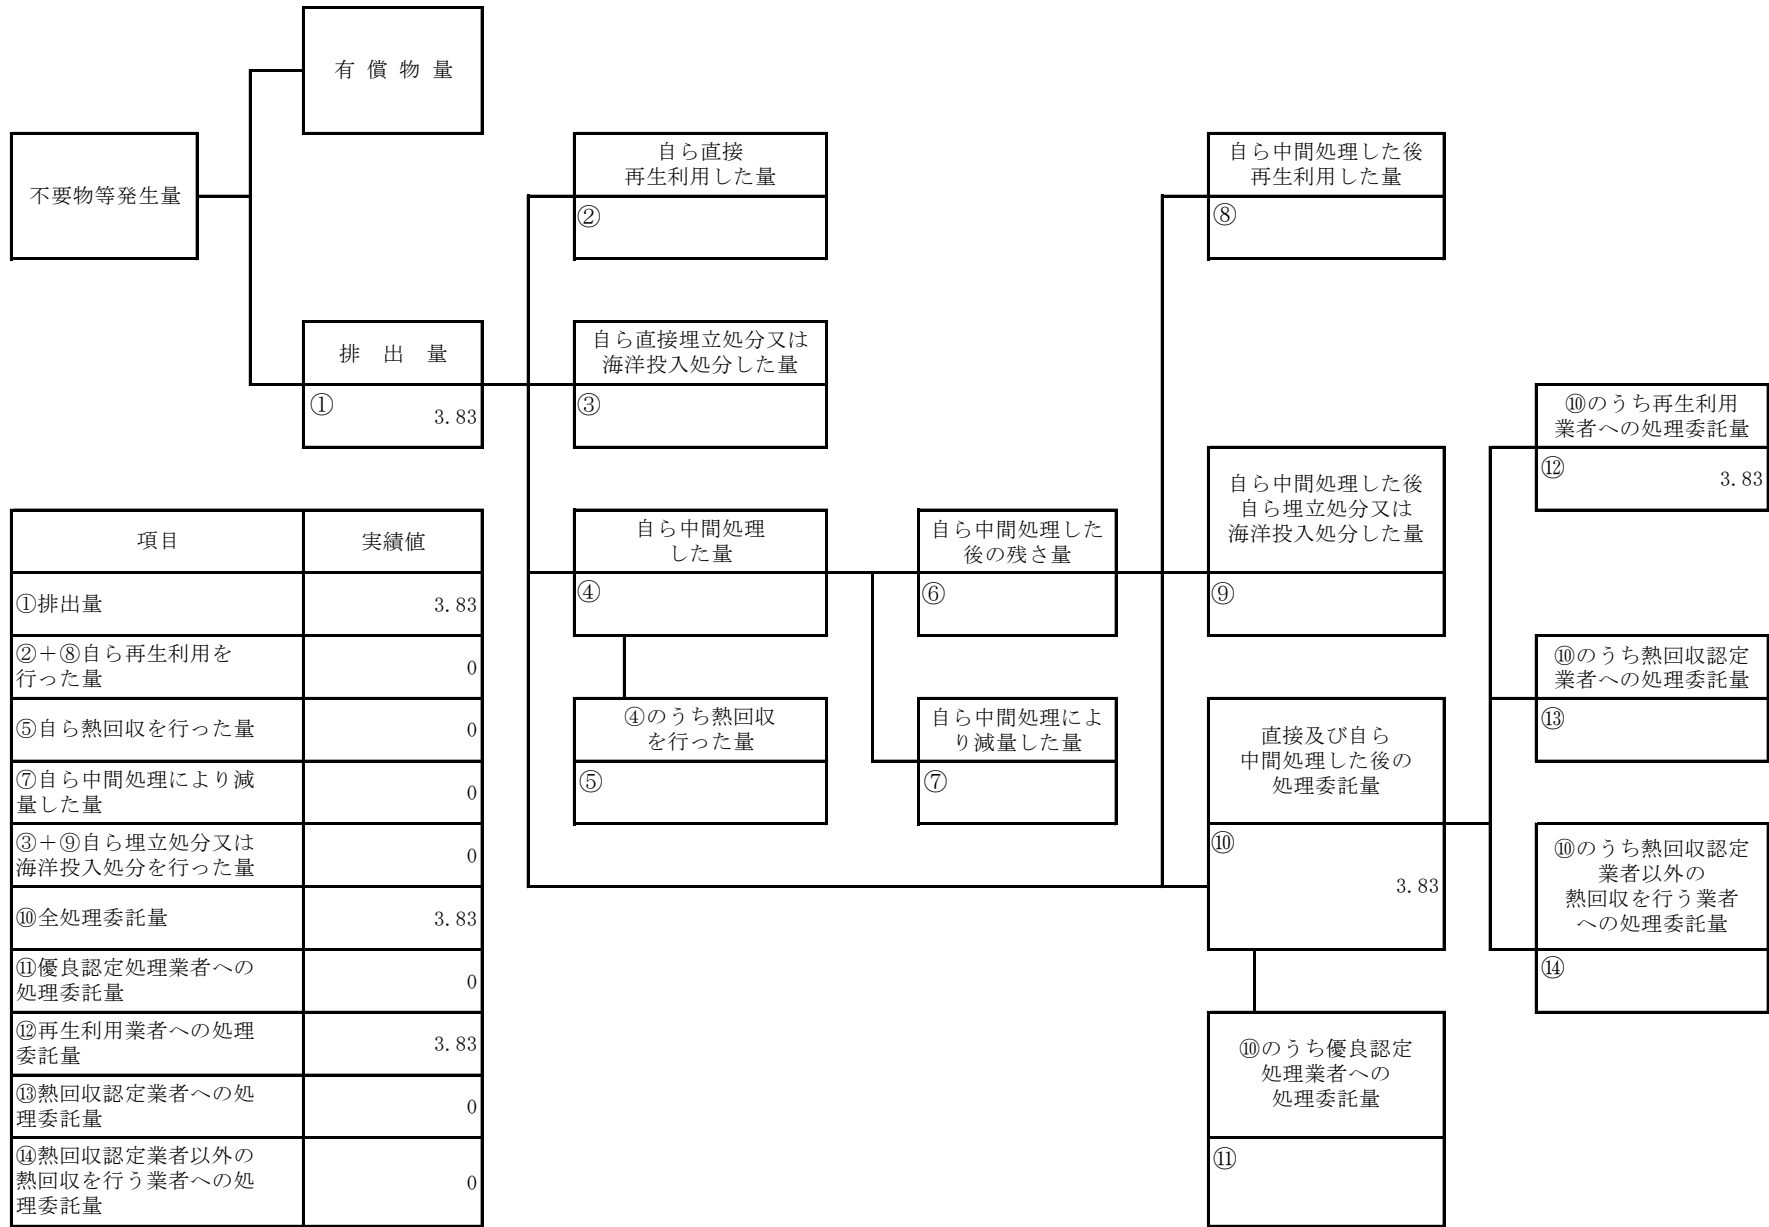 有償物量
不要物等発生量
排出量
①
3.83
自ら直接
再生利用した量
②
自ら直接埋立処分又は
海洋投入処分した量
③
自ら中間処理
した量
④
④のうち熱回収
を行った量
⑤
自ら中間処理した
後の残さ量
⑥
自ら中間処理によ
り減量した量
⑦
自ら中間処理した後
再生利用した量
⑧
自ら中間処理した後
自ら埋立処分又は
海洋投入処分した量
⑨
直接及び自ら
中間処理した後の
処理委託量
⑩
3.83
⑩のうち優良認定
処理業者への
処理委託量
⑪
⑩のうち再生利用
業者への処理委託量
⑫
3.83
⑩のうち熱回収認定
業者への処理委託量
⑬
⑩のうち熱回収認定
業者以外の
熱回収を行う業者
への処理委託量
⑭
項目 実績値
①排出量 3.83
②+⑧自ら再生利用を
行った量 0
⑤自ら熱回収を行った量 0
⑦自ら中間処理により減
量した量 0
③+⑨自ら埋立処分又は
海洋投入処分を行った量 0
⑩全処理委託量 3.83
⑪優良認定処理業者への
処理委託量 0
⑫再生利用業者への処理
委託量 3.83
⑬熱回収認定業者への処
理委託量 0
⑭熱回収認定業者以外の
熱回収を行う業者への処
理委託量 0